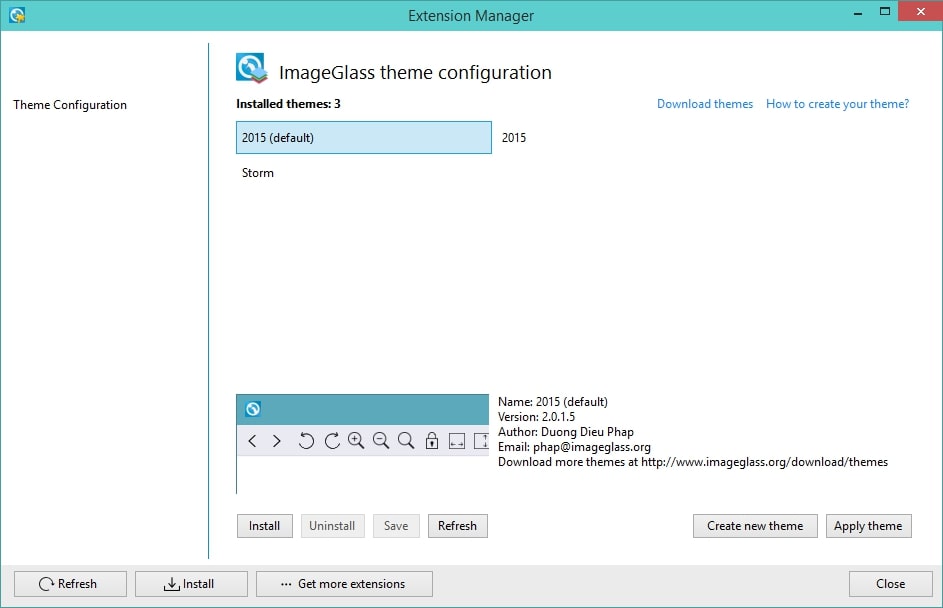 Extension Manager
Theme Configuration
ImageGlass theme configuration
Installed themes: 3
Download themes
How to create your theme?
2015 (default)
2015
Storm
Name: 2015 (default)
Version: 2.0.1.5
Author: Duong Dieu Phap
Email: phap@imageglass.org
Download more themes at http://www.imageglass.org/download/themes
Install
Uninstall
Save
Refresh
Create new theme
Apply theme
Refresh
Install
··· Get more extensions
Close